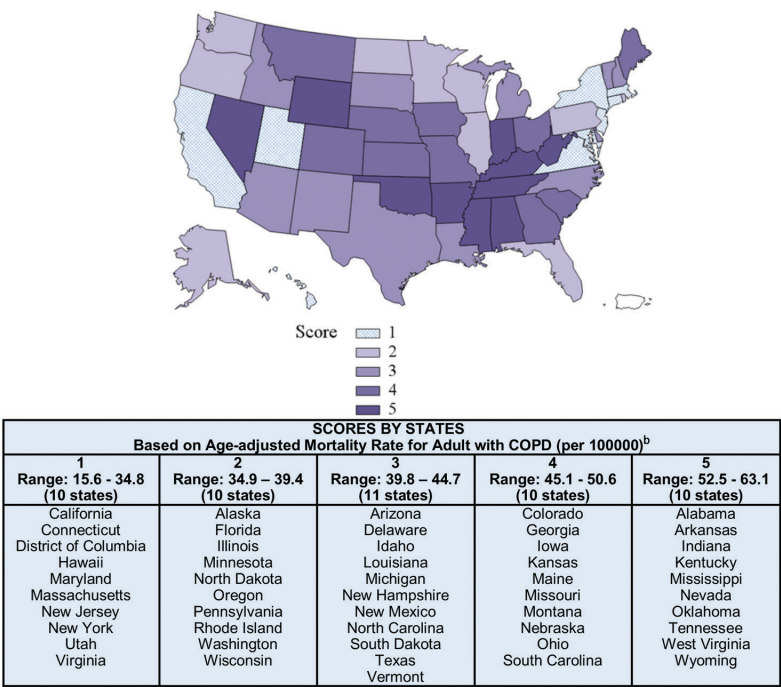 Score
1
2
3
4
5
SCORES BY STATES
Based on Age-adjusted Mortality Rate for Adult with COPD (per 100000)b
1 2 3 4 5
Range: 15.6 - 34.8 Range: 34.9 – 39.4 Range: 39.8 – 44.7 Range: 45.1 - 50.6 Range: 52.5 - 63.1
(10 states) (10 states) (11 states) (10 states) (10 states)
California Alaska Arizona Colorado Alabama
Connecticut Florida Delaware Georgia Arkansas
District of Columbia Illinois Idaho Iowa Indiana
Hawaii Minnesota Louisiana Kansas Kentucky
Maryland North Dakota Michigan Maine Mississippi
Massachusetts Oregon New Hampshire Missouri Nevada
New Jersey Pennsylvania New Mexico Montana Oklahoma
New York Rhode Island North Carolina Nebraska Tennessee
Utah Washington South Dakota Ohio West Virginia
Virginia Wisconsin Texas South Carolina Wyoming
Vermont